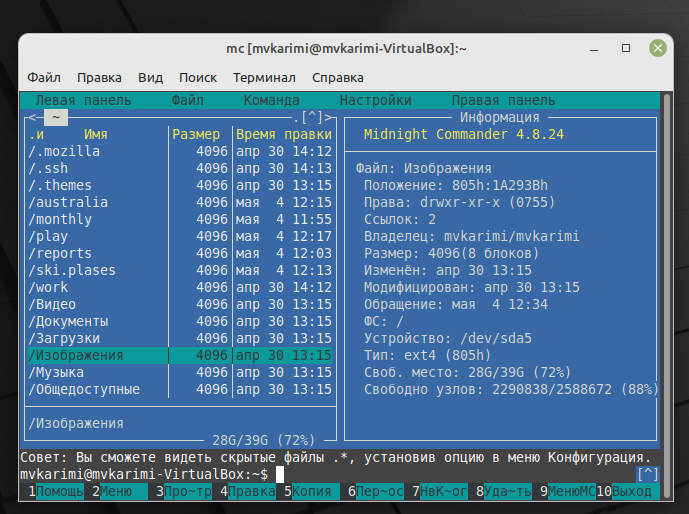 mc [mvkarimi@mvkarimi-VirtualBox]:~
Файл Правка Вид Поиск Терминал Справка
Левая панель Файл Команда Настройки Правая панель
< ~ .[^]> Информация
.и Имя Размер Время правки Midnight Commander 4.8.24
/.mozilla 4096 апр 30 14:12
/.ssh 4096 апр 30 14:13 Файл: Изображения
/.themes 4096 апр 30 13:15 Положение: 805h:1A293Bh
/australia 4096 мая 4 12:15 Права: drwxr-xr-x (0755)
/monthly 4096 мая 4 11:55 Ссылок: 2
/play 4096 мая 4 12:17 Владелец: mvkarimi/mvkarimi
/reports 4096 мая 4 12:03 Размер: 4096(8 блоков)
/ski.plases 4096 мая 4 12:13 Изменён: апр 30 13:15
/work 4096 апр 30 14:12 Модифицирован: апр 30 13:15
/Видео 4096 апр 30 13:15 Обращение: мая 4 12:34
/Документы 4096 апр 30 13:15 ФС: /
/Загрузки 4096 апр 30 13:15 Устройство: /dev/sda5
/Изображения 4096 апр 30 13:15 Тип: ext4 (805h)
/Музыка 4096 апр 30 13:15 Своб. место: 28G/39G (72%)
/Общедоступные 4096 апр 30 13:15 Свободно узлов: 2290838/2588672 (88%)
/Изображения
28G/39G (72%)
Совет: Вы сможете видеть скрытые файлы .*, установив опцию в меню Конфигурация.
mvkarimi@mvkarimi-VirtualBox:~$ [^]
1Помощь 2Меню 3Про~тр 4Правка 5Копия 6Пер~ос 7НвК~ог 8Уда~ть 9МенюMC 10Выход